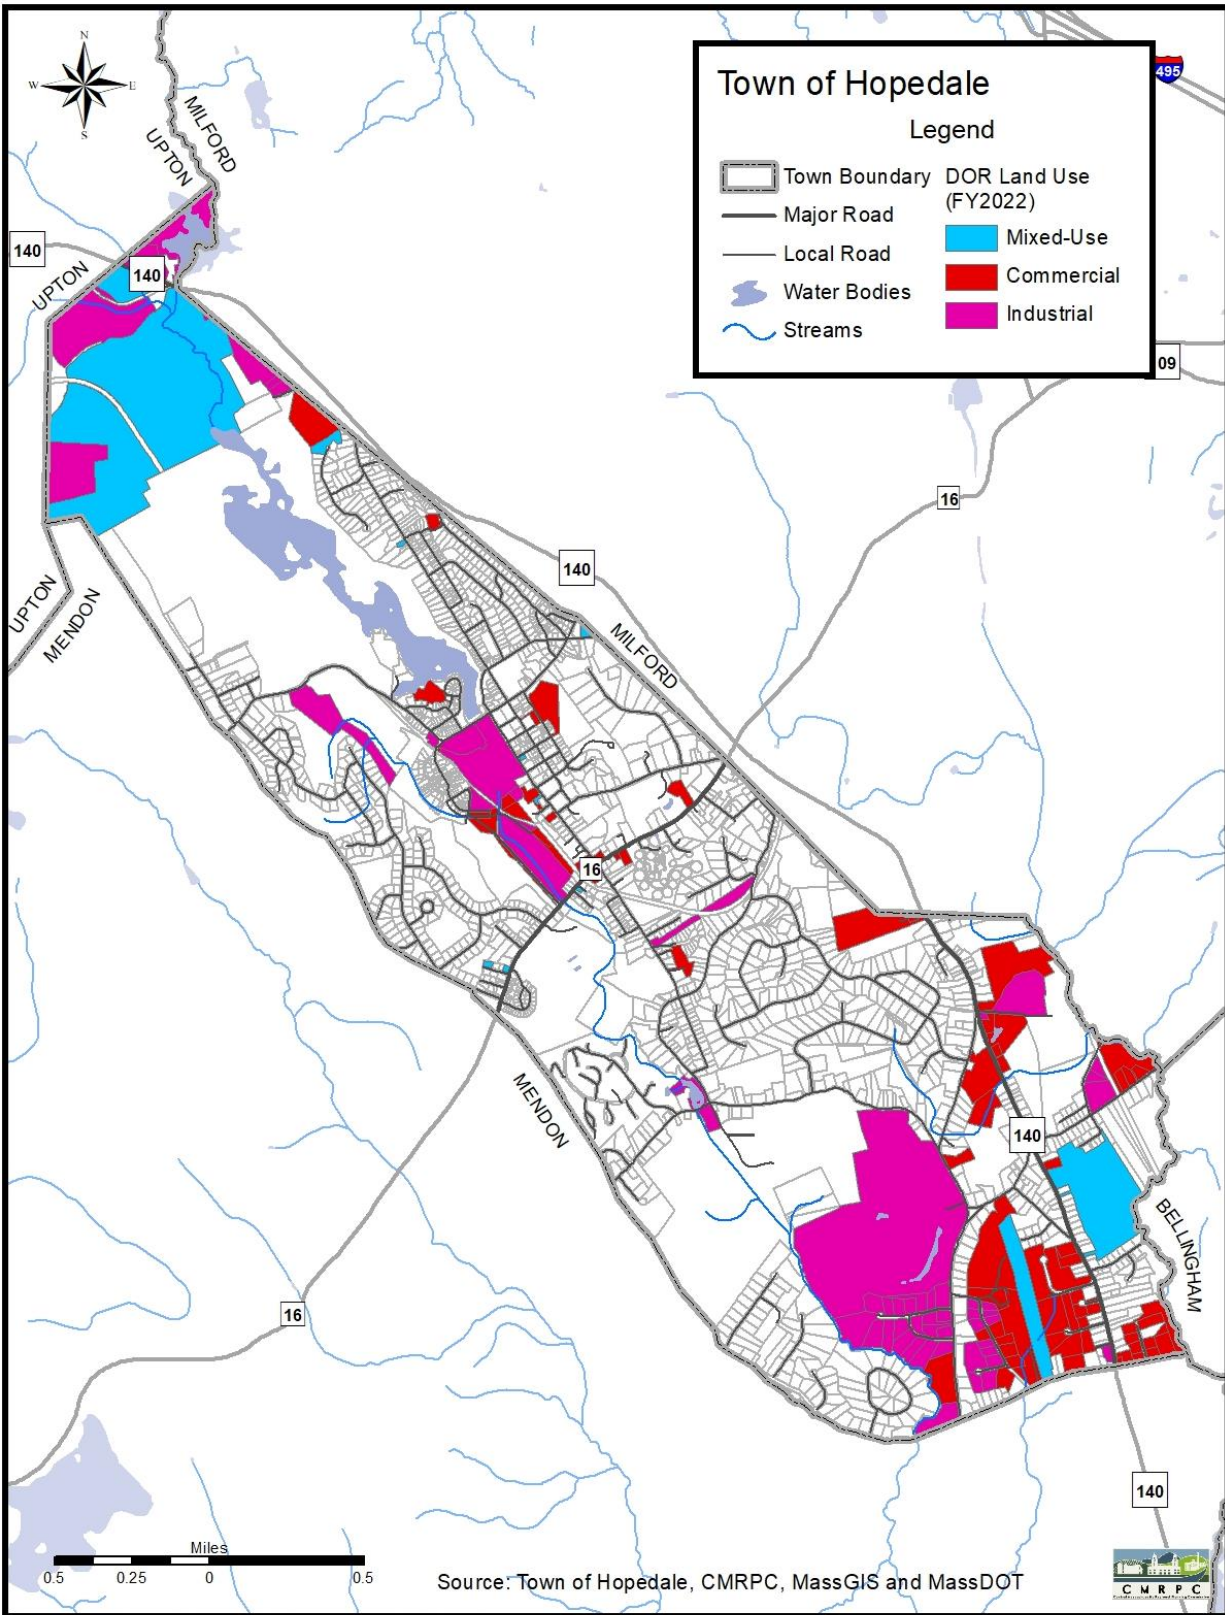 N
W
E
S
MILFORD
UPTON
Town of Hopedale
Legend
Town Boundary
Major Road
Local Road
Water Bodies
Streams
DOR Land Use
(FY2022)
Mixed-Use
Commercial
Industrial
495
09
140
UPTON
140
16
140
UPTON
MENDON
MILFORD
16
MENDON
140
BELLINGHAM
16
140
Miles
0.5
0.25
0
0.5
Source: Town of Hopedale, CMRPC, MassGIS and MassDOT
CMRPC